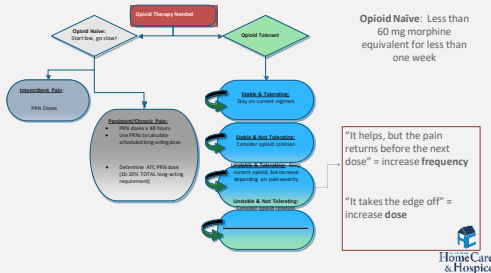 Opioid Therapy Needed
Opioid Naïve:
Start low, go slow!
Opioid Tolerant
Opioid Naïve: Less than
60 mg morphine
equivalent for less than
one week
Intermittent Pain:
PRN Doses
Persistent/Chronic Pain:
• PRN doses x 48 hours
• Use PRNs to calculate
scheduled long-acting dose
• Determine ATC PRN dose
(10-20% TOTAL long-acting
requirement)
Stable & Tolerating:
Stay on current regimen
Stable & Not Tolerating:
Consider opioid rotation
Unstable & Tolerating: Keep
current opioid, but increase
depending on pain severity
Unstable & Not Tolerating:
Consider opioid rotation
"It helps, but the pain
returns before the next
dose" = increase frequency
"It takes the edge off" =
increase dose
HomeCare
& Hospice